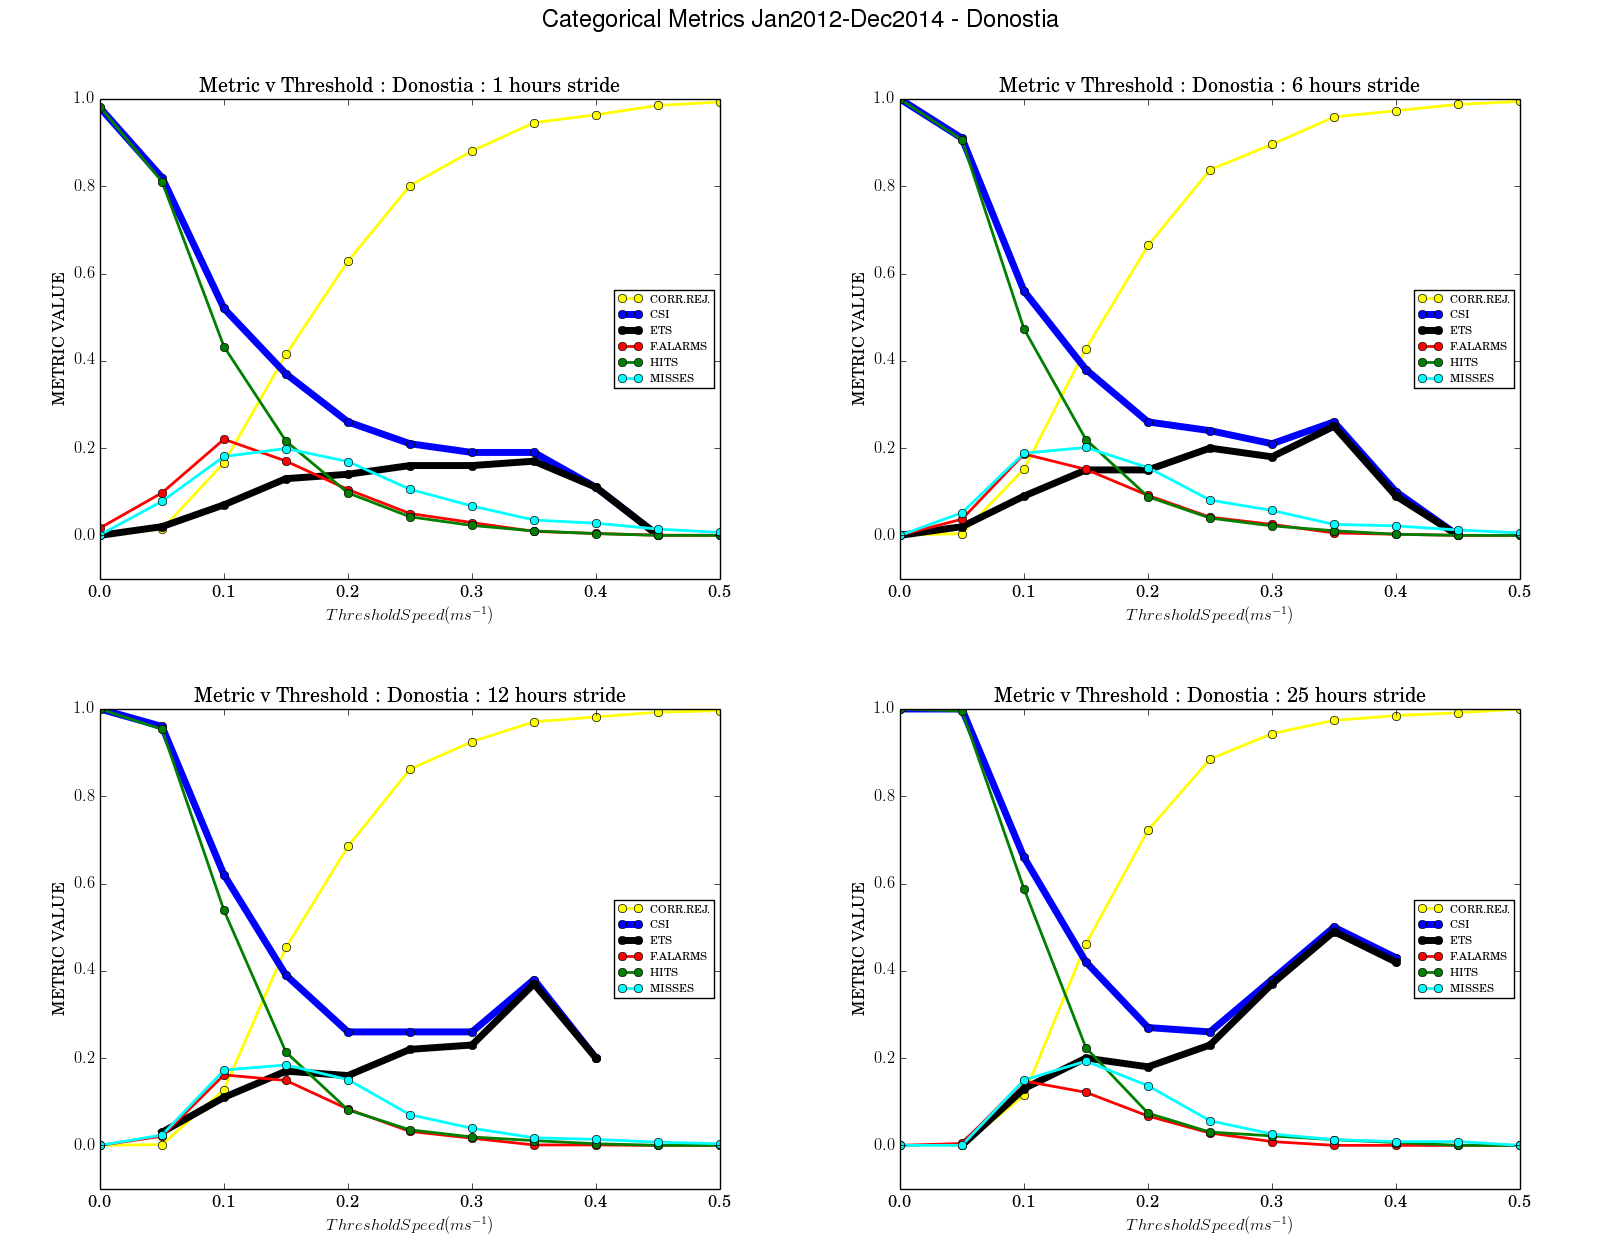 Categorical Metrics Jan2012-Dec2014 - Donostia
Metric v Threshold : Donostia : 1 hours stride
1.0
0.8
0.6
0.4
0.2
0.0
METRIC VALUE
CORR.REJ.
CSI
ETS
F.ALARMS
HITS
MISSES
0.0 0.1 0.2 0.3 0.4 0.5
ThresholdSpeed(ms⁻¹)
Metric v Threshold : Donostia : 6 hours stride
1.0
0.8
0.6
0.4
0.2
0.0
METRIC VALUE
CORR.REJ.
CSI
ETS
F.ALARMS
HITS
MISSES
0.0 0.1 0.2 0.3 0.4 0.5
ThresholdSpeed(ms⁻¹)
Metric v Threshold : Donostia : 12 hours stride
1.0
0.8
0.6
0.4
0.2
0.0
METRIC VALUE
CORR.REJ.
CSI
ETS
F.ALARMS
HITS
MISSES
0.0 0.1 0.2 0.3 0.4 0.5
ThresholdSpeed(ms⁻¹)
Metric v Threshold : Donostia : 25 hours stride
1.0
0.8
0.6
0.4
0.2
0.0
METRIC VALUE
CORR.REJ.
CSI
ETS
F.ALARMS
HITS
MISSES
0.0 0.1 0.2 0.3 0.4 0.5
ThresholdSpeed(ms⁻¹)